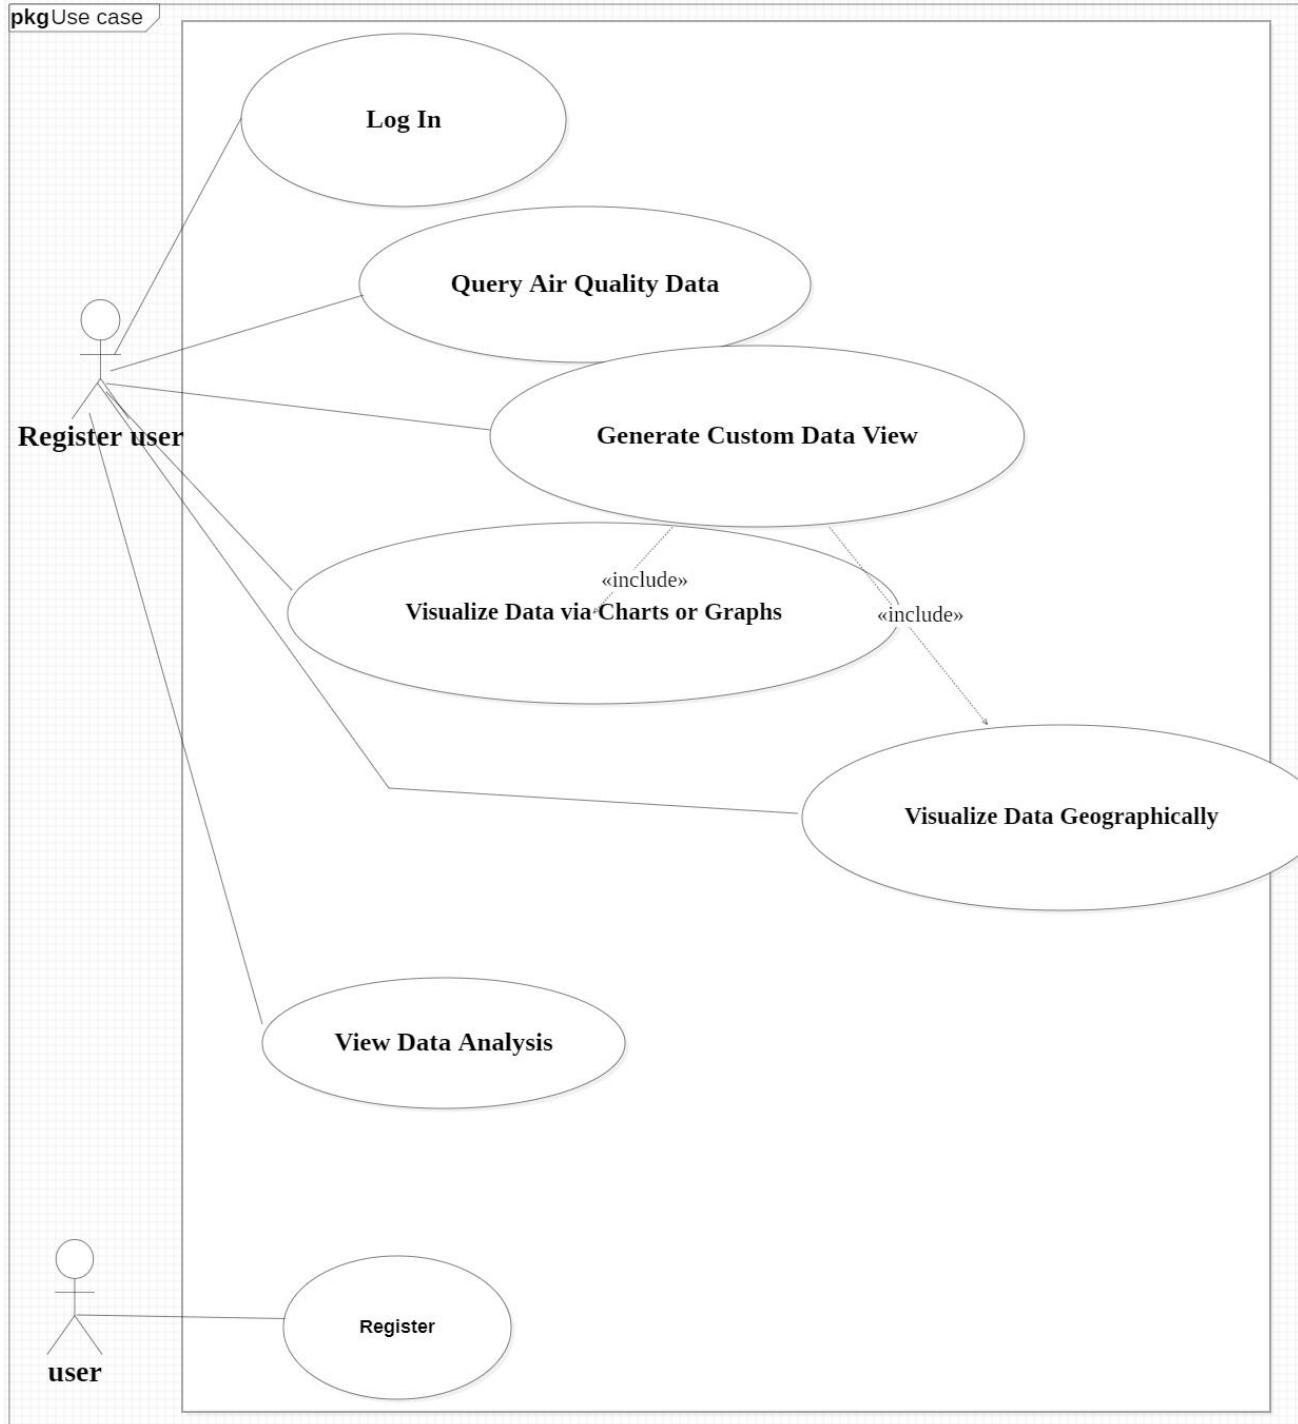 pkg Use case
Log In
Query Air Quality Data
Generate Custom Data View
Register user
«include»
Visualize Data via Charts or Graphs
«include»
Visualize Data Geographically
View Data Analysis
Register
user